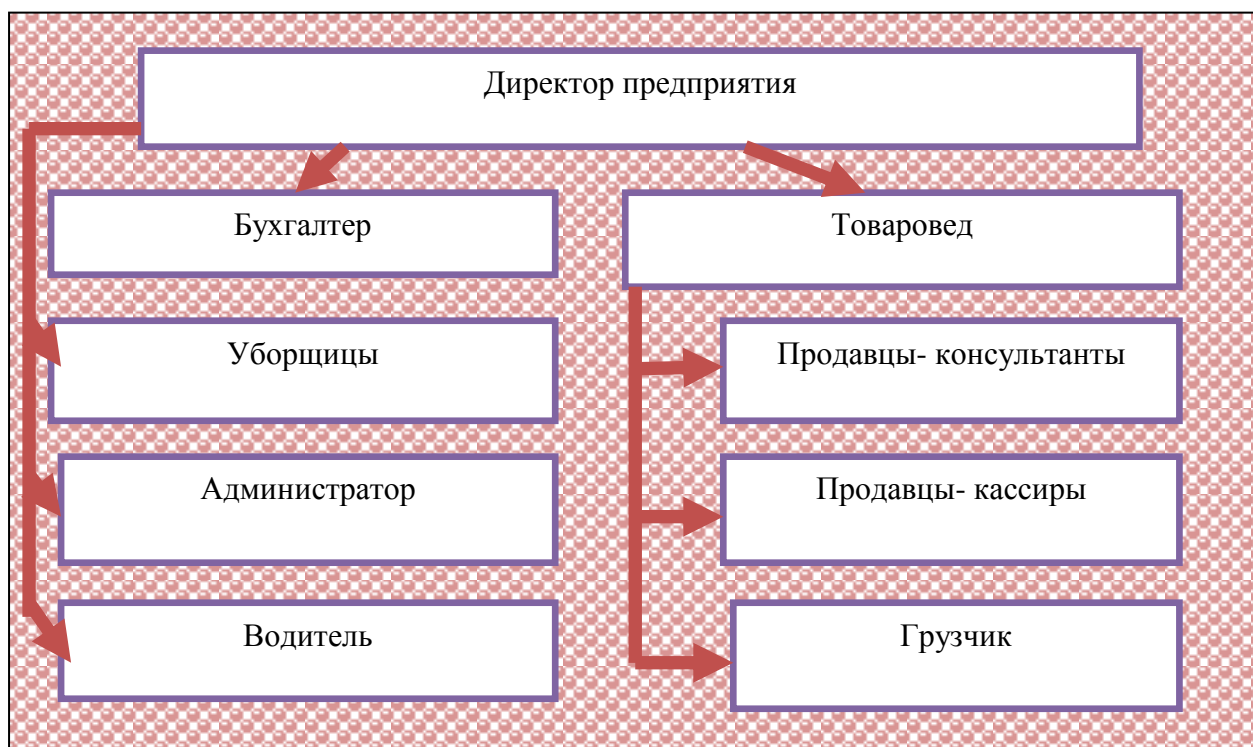 Директор предприятия
Бухгалтер
Товаровед
Уборщицы
Продавцы- консультанты
Администратор
Продавцы- кассиры
Водитель
Грузчик